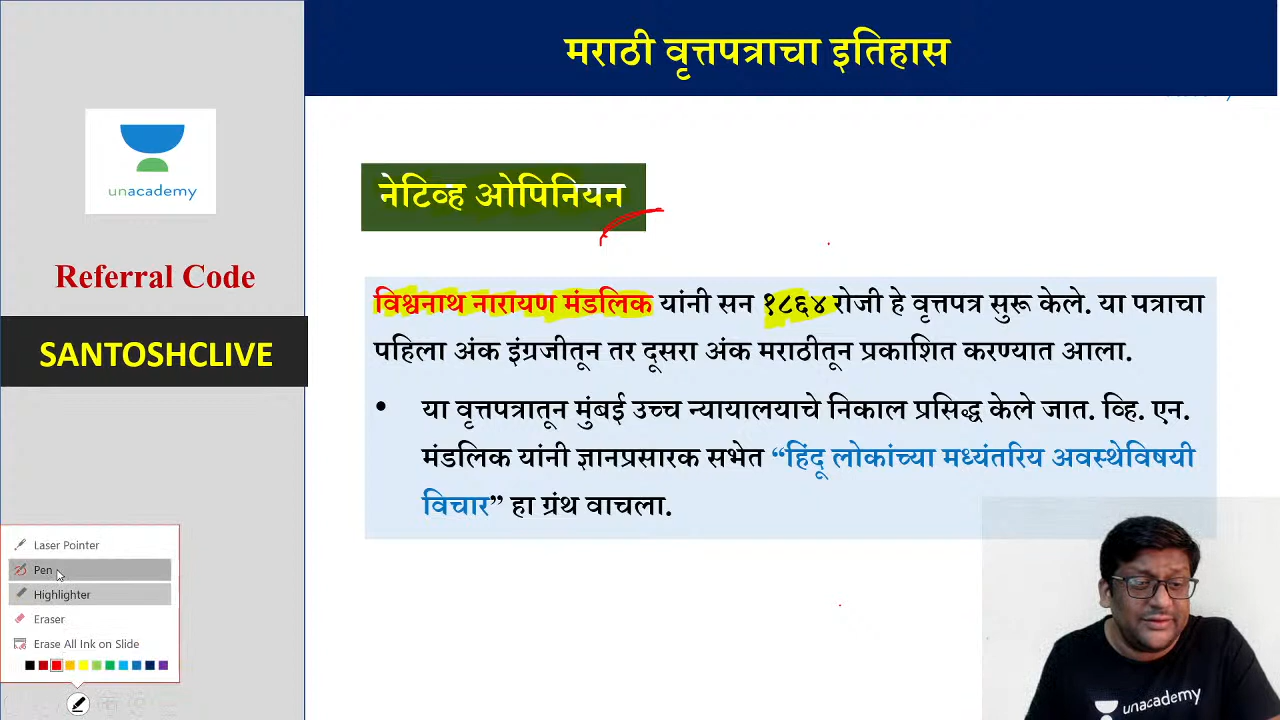 मराठी वृत्तपत्राचा इतिहास
unacademy
Referral Code
SANTOSHCLIVE
नेटिव्ह ओपिनियन
विश्वनाथ नारायण मंडलिक यांनी सन १८६४ रोजी हे वृत्तपत्र सुरू केले. या पत्राचा
पहिला अंक इंग्रजीतून तर दूसरा अंक मराठीतून प्रकाशित करण्यात आला.
• या वृत्तपत्रातून मुंबई उच्च न्यायालयाचे निकाल प्रसिद्ध केले जात. व्हि. एन.
मंडलिक यांनी ज्ञानप्रसारक सभेत “हिंदू लोकांच्या मध्यंतरिय अवस्थेविषयी
विचार” हा ग्रंथ वाचला.
Laser Pointer
Pen
Highlighter
Eraser
Erase All Ink on Slide
unacademy